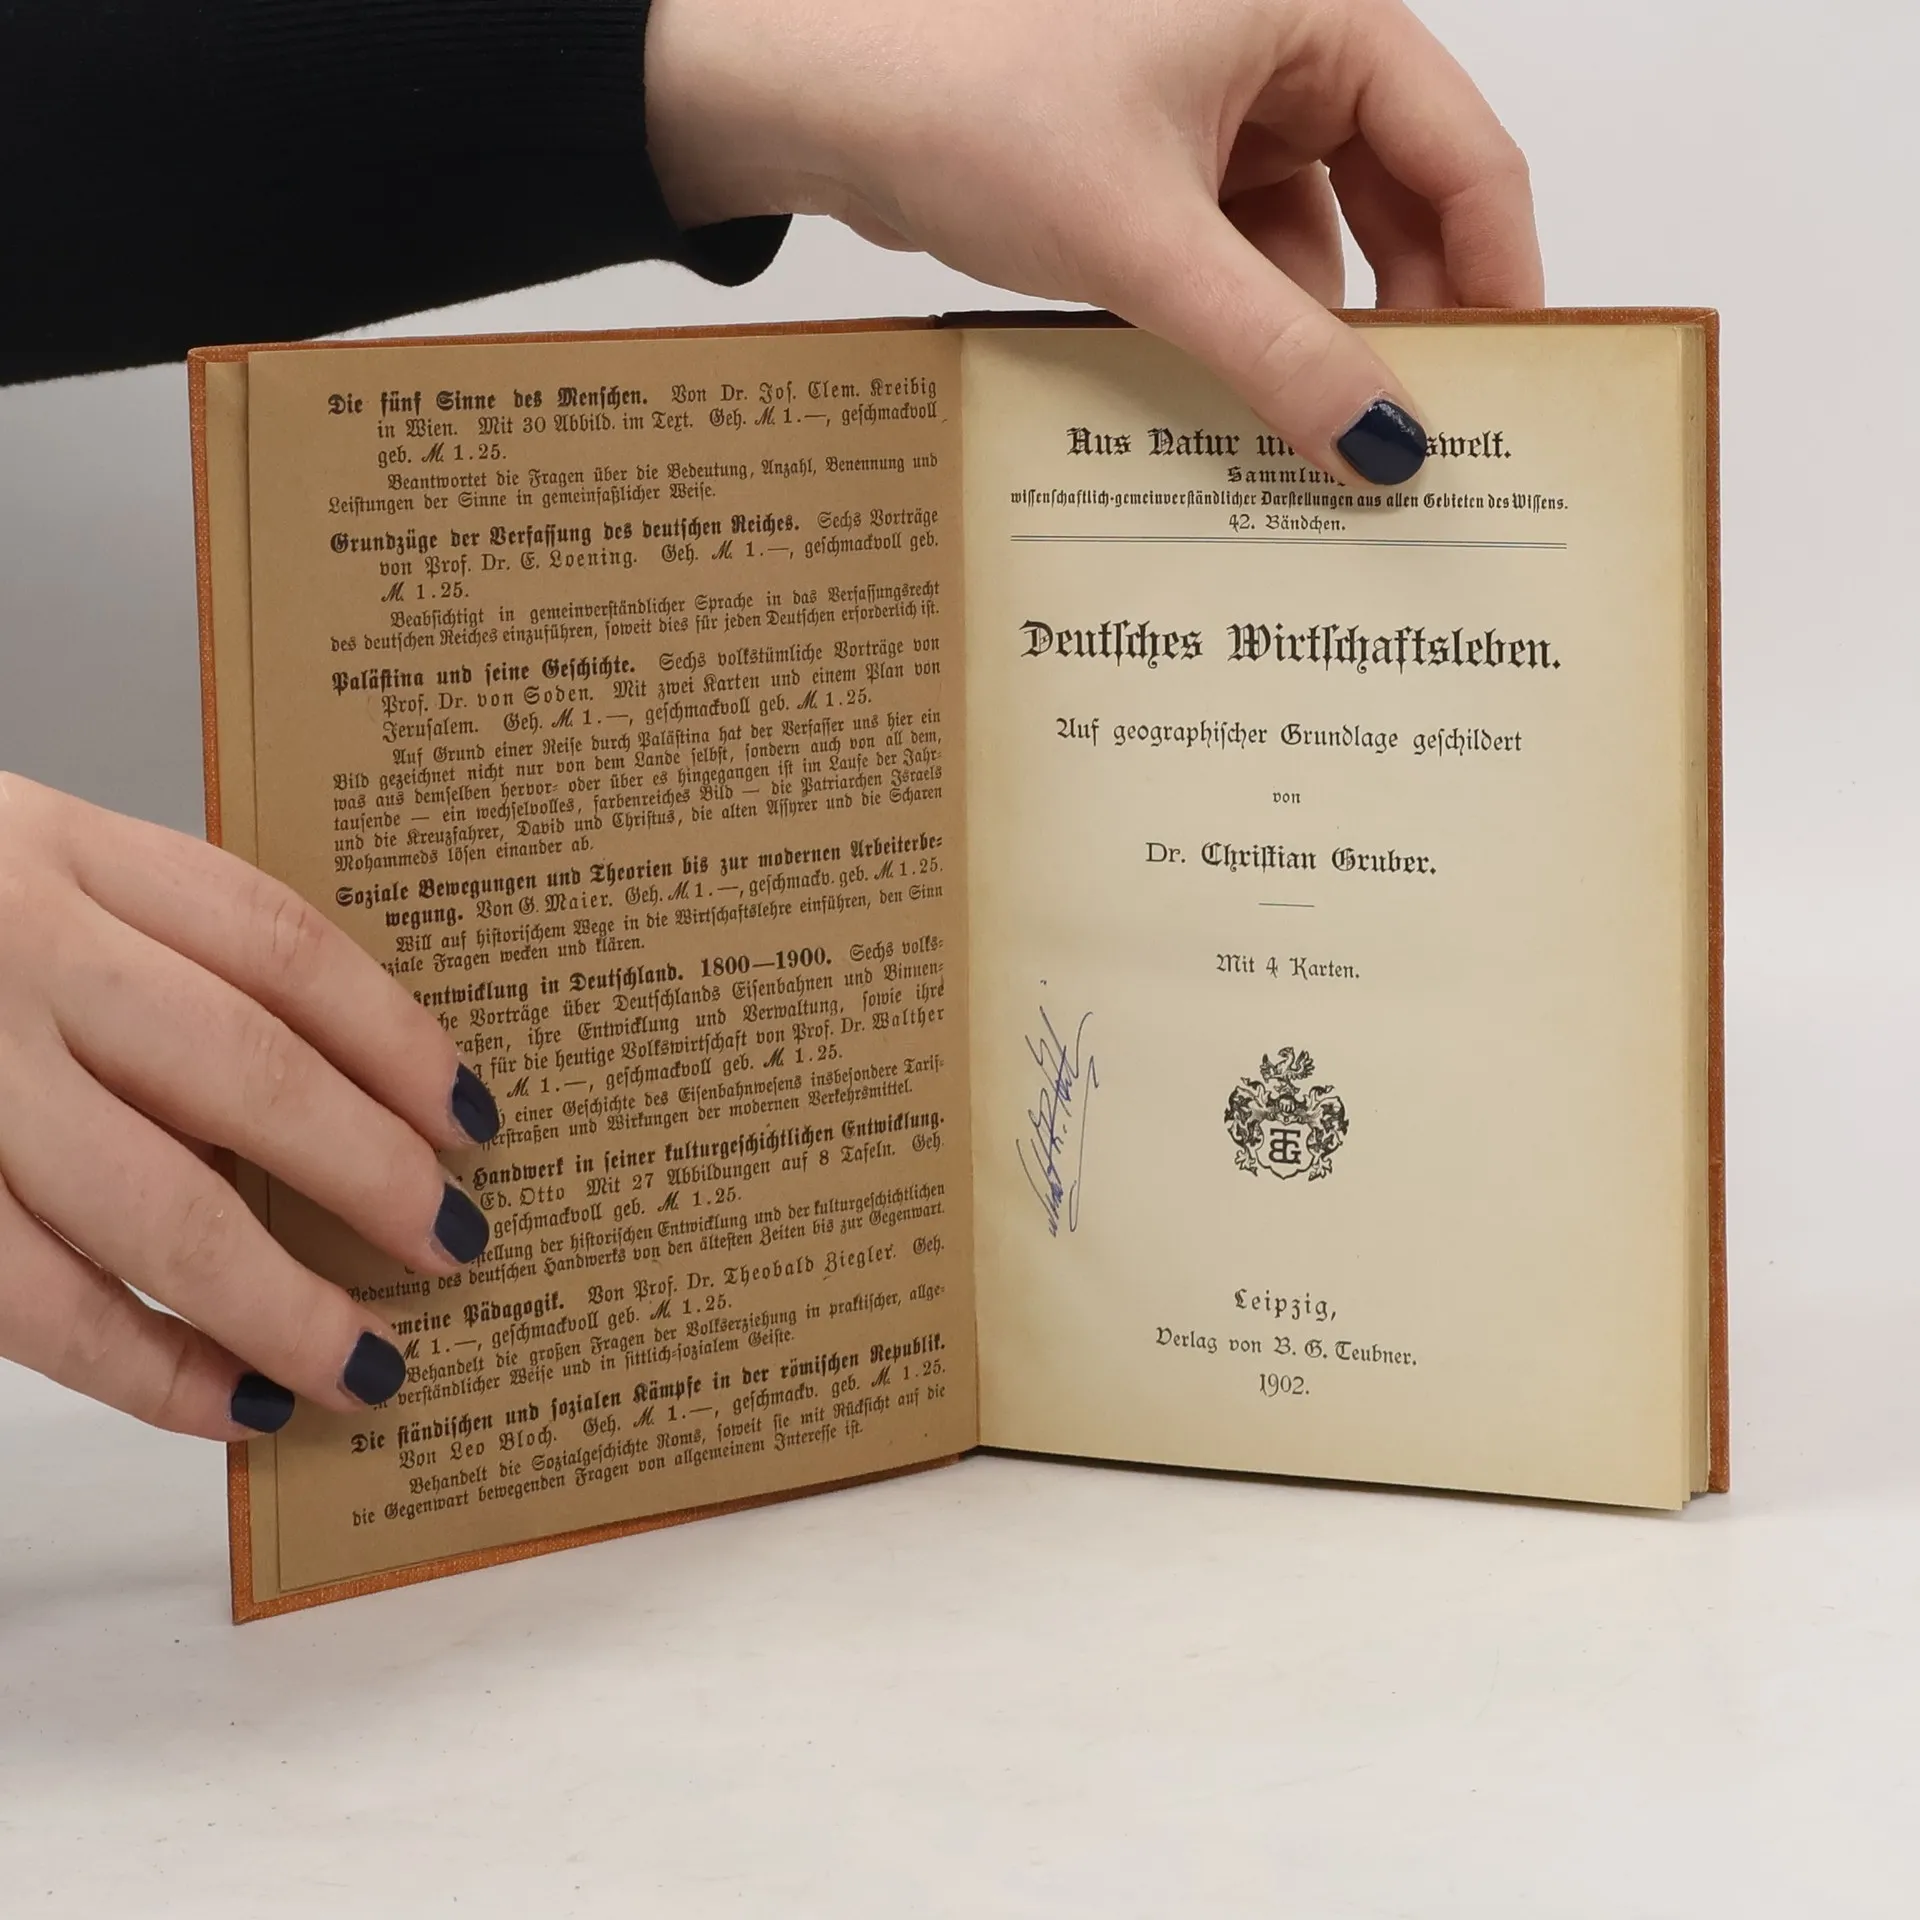 Die fünf Sinne des Menschen. Von Dr. Jos. Clem. Kreibig
in Wien. Mit 30 Abbild. im Text. Geh. M. 1.—, geschmackvoll
geb. M. 1.25.
Beantwortet die Fragen über die Bedeutung, Anzahl, Benennung und
Leistungen der Sinne in gemeinfaßlicher Weise.
Grundzüge der Verfassung des deutschen Reiches. Sechs Vorträge
von Prof. Dr. E. Loening. Geh. M. 1.—, geschmackvoll geb.
M. 1.25.
Beabsichtigt in gemeinverständlicher Sprache in das Verfassungsrecht
des deutschen Reiches einzuführen, soweit dies für jeden Deutschen erforderlich ist.
Palästina und seine Geschichte. Sechs volkstümliche Vorträge von
Prof. Dr. von Soden. Mit zwei Karten und einem Plan von
Jerusalem. Geh. M. 1.—, geschmackvoll geb. M. 1.25.
Auf Grund einer Reise durch Palästina hat der Verfasser uns hier ein
Bild gezeichnet nicht nur von dem Lande selbst, sondern auch von all dem,
was aus demselben hervor- oder über es hingegangen ist im Laufe der Jahr-
tausende — ein wechselvolles, farbenreiches Bild — die Patriarchen Israels
und die Kreuzfahrer, David und Christus, die alten Assyrer und die Scharen
Mohammeds lösen einander ab.
Soziale Bewegungen und Theorien bis zur modernen Arbeiterbe-
wegung. Von G. Maier. Geh. M. 1.—, geschmackv. geb. M. 1.25.
Will auf historischem Wege in die Wirtschaftslehre einführen, den Sinn
ziale Fragen wecken und klären.
sentwicklung in Deutschland. 1800—1900. Sechs volks-
che Vorträge über Deutschlands Eisenbahnen und Binnen-
raßen, ihre Entwicklung und Verwaltung, sowie ihre
g für die heutige Volkswirtschaft von Prof. Dr. Walther
M. 1.—, geschmackvoll geb. M. 1.25.
einer Geschichte des Eisenbahnwesens insbesondere Tarif-
erstraßen und Wirkungen der modernen Verkehrsmittel.
Handwerk in seiner kulturgeschichtlichen Entwicklung.
Ed. Otto Mit 27 Abbildungen auf 8 Tafeln. Geh.
geschmackvoll geb. M. 1.25.
stellung der historischen Entwicklung und der kulturgeschichtlichen
Bedeutung des deutschen Handwerks von den ältesten Zeiten bis zur Gegenwart.
meine Pädagogik. Von Prof. Dr. Theobald Ziegler. Geh.
M. 1.—, geschmackvoll geb. M. 1.25.
Behandelt die großen Fragen der Volkserziehung in praktischer, allge-
verständlicher Weise und in sittlich-sozialem Geiste.
Die ständischen und sozialen Kämpfe in der römischen Republik.
Von Leo Bloch. Geh. M. 1.—, geschmackv. geb. M. 1.25.
Behandelt die Sozialgeschichte Roms, soweit sie mit Rücksicht auf die
die Gegenwart bewegenden Fragen von allgemeinem Interesse ist.
Aus Natur un swelt.
Sammlung
wissenschaftlich-gemeinverständlicher Darstellungen aus allen Gebieten des Wissens.
42. Bändchen.
Deutsches Wirtschaftsleben.
Auf geographischer Grundlage geschildert
von
Dr. Christian Gruber.
Mit 4 Karten.
BTG
Leipzig,
Verlag von B. G. Teubner.
1902.